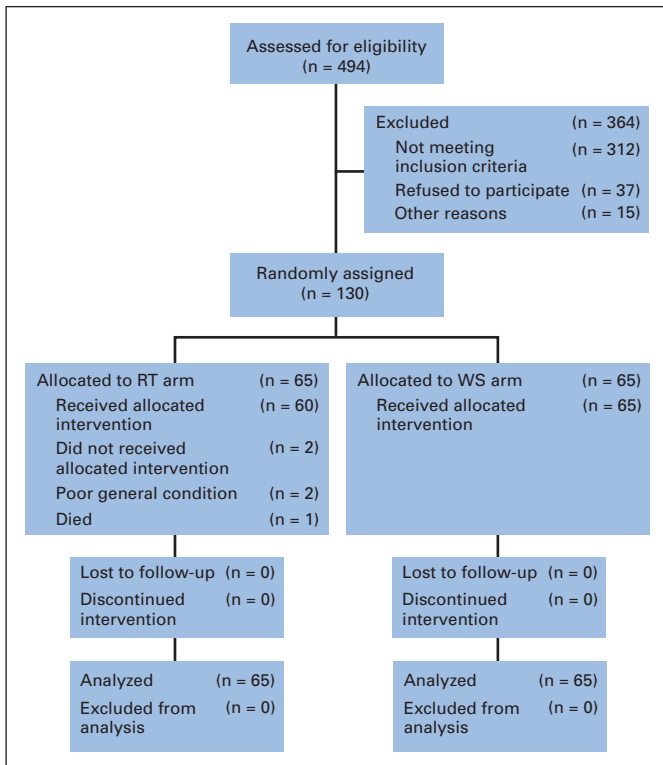 Assessed for eligibility
(n = 494)
Excluded (n = 364)
Not meeting
inclusion criteria (n = 312)
Refused to participate (n = 37)
Other reasons (n = 15)
Randomly assigned
(n = 130)
Allocated to RT arm (n = 65)
Received allocated (n = 60)
intervention
Did not received (n = 2)
allocated intervention
Poor general condition (n = 2)
Died (n = 1)
Allocated to WS arm (n = 65)
Received allocated (n = 65)
intervention
Lost to follow-up (n = 0)
Discontinued (n = 0)
intervention
Lost to follow-up (n = 0)
Discontinued (n = 0)
intervention
Analyzed (n = 65)
Excluded from (n = 0)
analysis
Analyzed (n = 65)
Excluded from (n = 0)
analysis